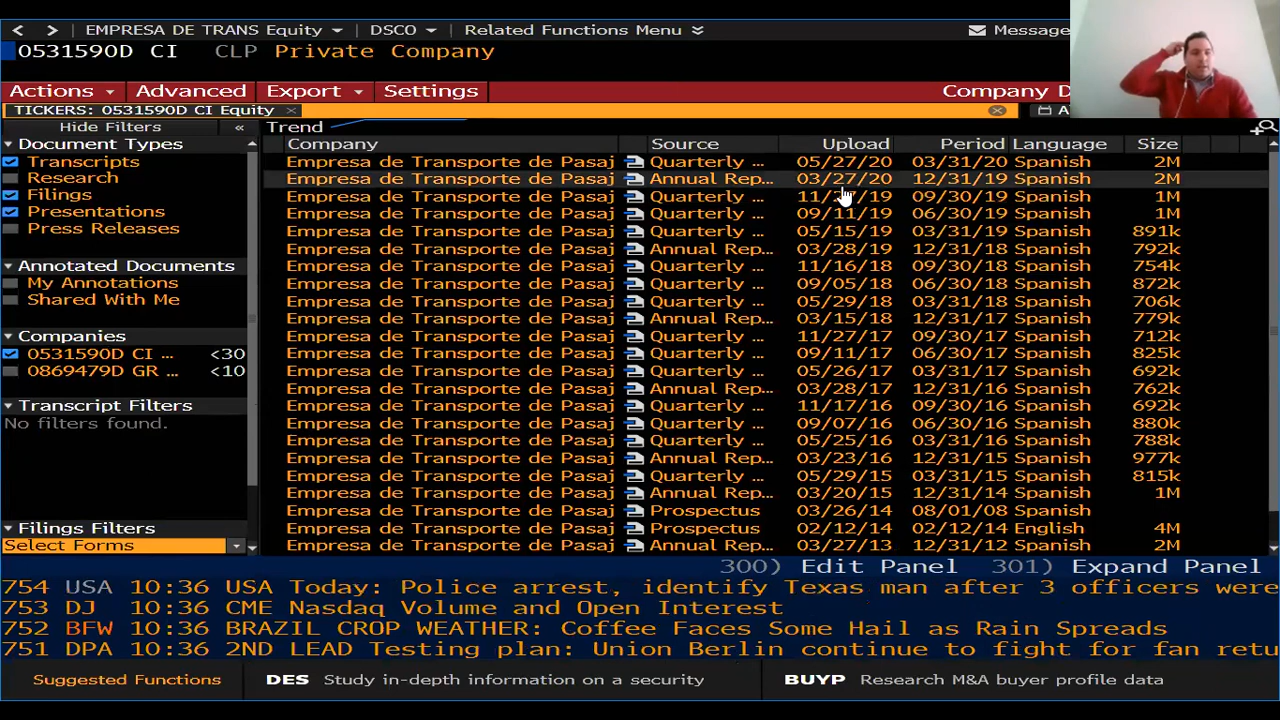 < > EMPRESA DE TRANS Equity DSCO Related Functions Menu Message
0531590D CI CLP Private Company
Actions Advanced Export Settings Company D
TICKERS: 0531590D CI Equity × A
Hide Filters « Trend
Document Types Company Source Upload Period Language Size
Transcripts Empresa de Transporte de Pasaj Quarterly ... 05/27/20 03/31/20 Spanish 2M
Research Empresa de Transporte de Pasaj Annual Rep... 03/27/20 12/31/19 Spanish 2M
Filings Empresa de Transporte de Pasaj Quarterly ... 09/30/19 Spanish 1M
Presentations Empresa de Transporte de Pasaj Quarterly ... 09/11/19 06/30/19 Spanish 1M
Press Releases Empresa de Transporte de Pasaj Quarterly ... 05/15/19 03/31/19 Spanish 891k
Empresa de Transporte de Pasaj Annual Rep... 03/28/19 12/31/18 Spanish 792k
Annotated Documents Empresa de Transporte de Pasaj Quarterly ... 11/16/18 09/30/18 Spanish 754k
My Annotations Empresa de Transporte de Pasaj Quarterly ... 09/05/18 06/30/18 Spanish 872k
Shared With Me Empresa de Transporte de Pasaj Quarterly ... 05/29/18 03/31/18 Spanish 706k
Empresa de Transporte de Pasaj Annual Rep... 03/15/18 12/31/17 Spanish 779k
Companies Empresa de Transporte de Pasaj Quarterly ... 11/27/17 09/30/17 Spanish 712k
0531590D CI ... <30 Empresa de Transporte de Pasaj Quarterly ... 09/11/17 06/30/17 Spanish 825k
0869479D GR ... <10 Empresa de Transporte de Pasaj Quarterly ... 05/26/17 03/31/17 Spanish 692k
Empresa de Transporte de Pasaj Annual Rep... 03/28/17 12/31/16 Spanish 762k
Transcript Filters Empresa de Transporte de Pasaj Quarterly ... 11/17/16 09/30/16 Spanish 692k
No filters found. Empresa de Transporte de Pasaj Quarterly ... 09/07/16 06/30/16 Spanish 880k
Empresa de Transporte de Pasaj Quarterly ... 05/25/16 03/31/16 Spanish 788k
Empresa de Transporte de Pasaj Annual Rep... 03/23/16 12/31/15 Spanish 977k
Empresa de Transporte de Pasaj Quarterly ... 05/29/15 03/31/15 Spanish 815k
Empresa de Transporte de Pasaj Annual Rep... 03/20/15 12/31/14 Spanish 1M
Empresa de Transporte de Pasaj Prospectus 03/26/14 08/01/08 Spanish
Filings Filters Empresa de Transporte de Pasaj Prospectus 02/12/14 02/12/14 English 4M
Select Forms Empresa de Transporte de Pasaj Annual Rep... 03/27/13 12/31/12 Spanish 2M
300) Edit Panel 301) Expand Panel
754 USA 10:36 USA Today: Police arrest, identify Texas man after 3 officers were
753 DJ 10:36 CME Nasdaq Volume and Open Interest
752 BFW 10:36 BRAZIL CROP WEATHER: Coffee Faces Some Hail as Rain Spreads
751 DPA 10:36 2ND LEAD Testing plan: Union Berlin continue to fight for fan retu
Suggested Functions DES Study in-depth information on a security BUYP Research M&A buyer profile data